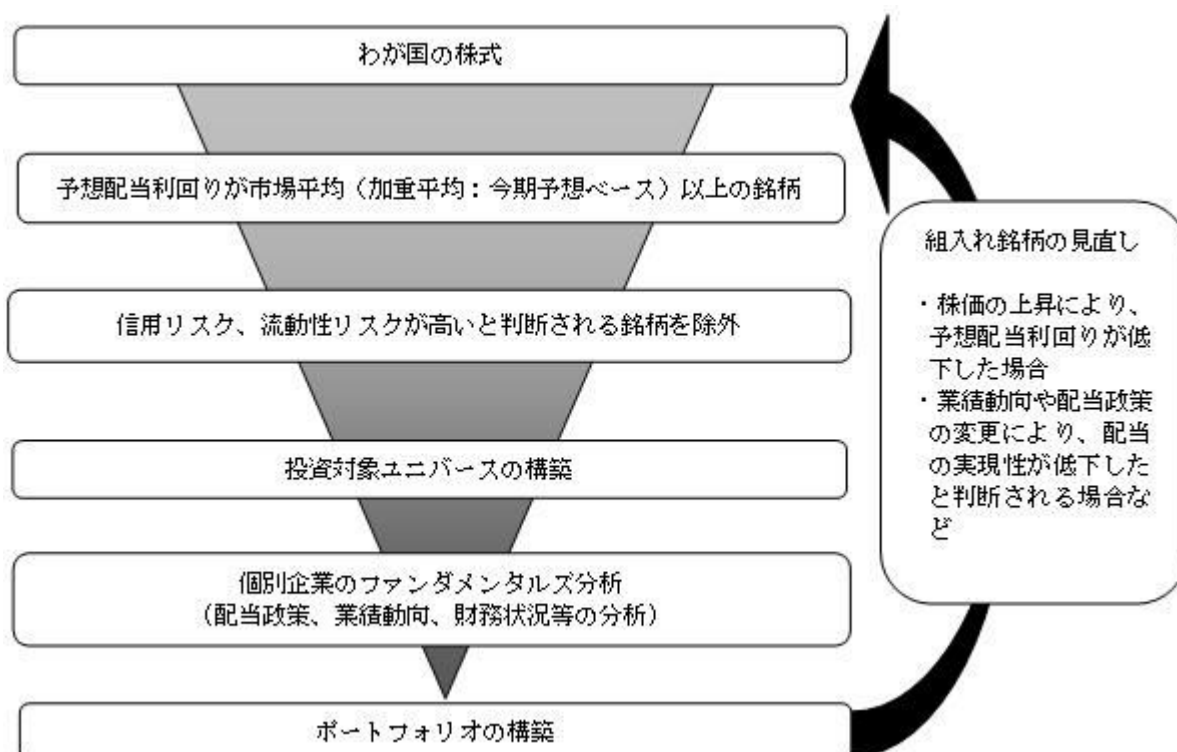 わが国の株式
予想配当利回りが市場平均（加重平均：今期予想ベース）以上の銘柄
信用リスク、流動性リスクが高いと判断される銘柄を除外
投資対象ユニバースの構築
個別企業のファンダメンタルズ分析
（配当政策、業績動向、財務状況等の分析）
ポートフォリオの構築
組入れ銘柄の見直し
・株価の上昇により、
予想配当利回りが低
下した場合
・業績動向や配当政策
の変更により、配当
の実現性が低下した
と判断される場合な
ど